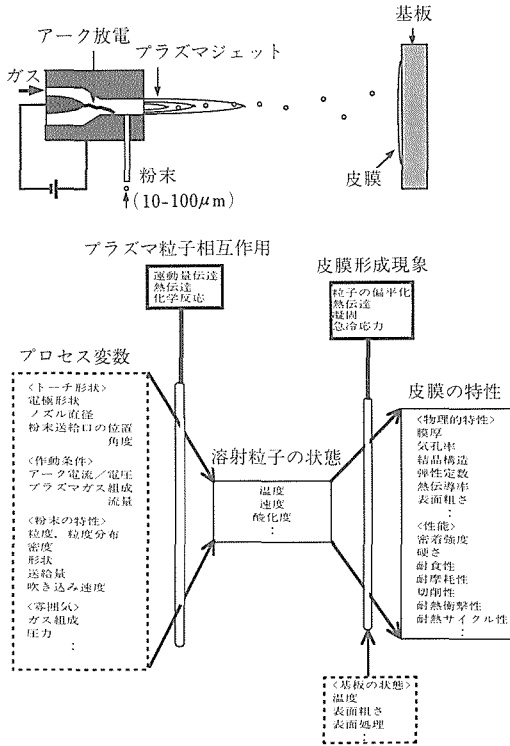 基板
アーク放電
プラズマジェット
ガス
皮膜
粉末
(10-100μm)
プラズマ粒子相互作用
運動量伝達
熱伝達
化学反応
皮膜形成現象
粒子の偏平化
熱伝達
凝固
急冷応力
プロセス変数
<トーチ形状>
電極形状
ノズル直径
粉末送給口の位置
角度
<作動条件>
アーク電流／電圧
プラズマガス組成
流量
<粉末の特性>
粒度，粒度分布
密度
形状
送給量
吹き込み速度
<雰囲気>
ガス組成
圧力
:
溶射粒子の状態
温度
速度
酸化度
:
皮膜の特性
<物理的特性>
膜厚
気孔率
結晶構造
弾性定数
熱伝導率
表面粗さ
:
<性能>
密着強度
硬さ
耐食性
耐摩耗性
切削性
耐熱衝撃性
耐熱サイクル性
:
<基板の状態>
温度
表面粗さ
表面処理
: